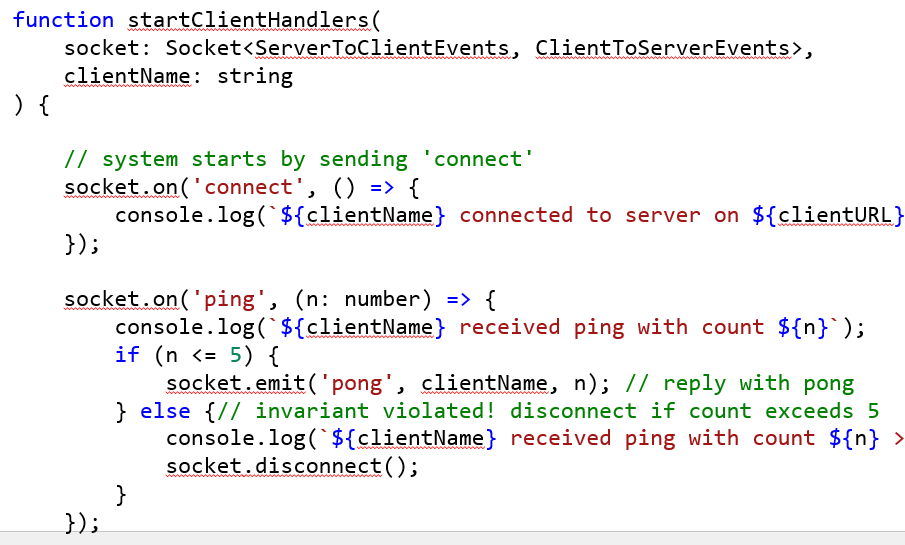 function startClientHandlers(
    socket: Socket<ServerToClientEvents, ClientToServerEvents>,
    clientName: string
) {
    // system starts by sending 'connect'
    socket.on('connect', () => {
        console.log(`${clientName} connected to server on ${clientURL}
    });
    socket.on('ping', (n: number) => {
        console.log(`${clientName} received ping with count ${n}`);
        if (n <= 5) {
            socket.emit('pong', clientName, n); // reply with pong
        } else {// invariant violated! disconnect if count exceeds 5
            console.log(`${clientName} received ping with count ${n} >
            socket.disconnect();
        }
    });